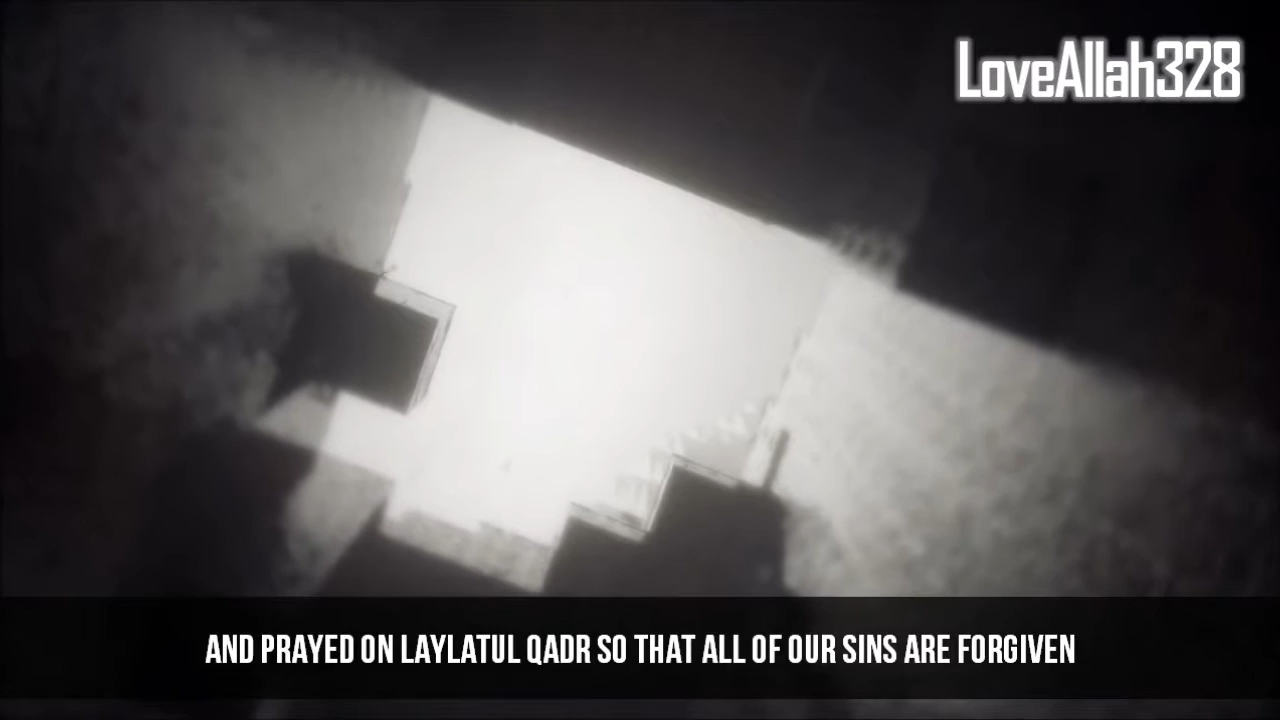 LoveAllah328
AND PRAYED ON LAYLATUL QADR SO THAT ALL OF OUR SINS ARE FORGIVEN